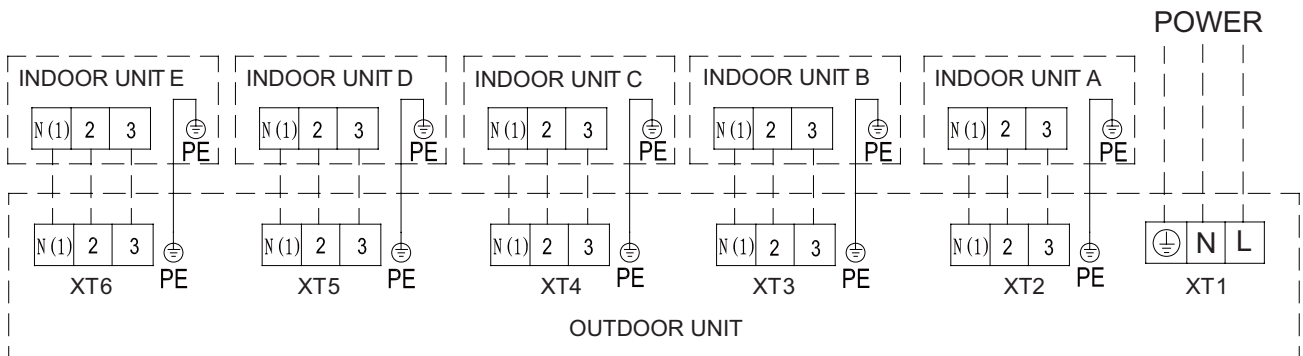 POWER
INDOOR UNIT E INDOOR UNIT D INDOOR UNIT C INDOOR UNIT B INDOOR UNIT A
N (1) 2 3 PE N (1) 2 3 PE N (1) 2 3 PE N (1) 2 3 PE N (1) 2 3 PE
N (1) 2 3 PE N (1) 2 3 PE N (1) 2 3 PE N (1) 2 3 PE N (1) 2 3 PE N L
XT6 XT5 XT4 XT3 XT2 XT1
OUTDOOR UNIT